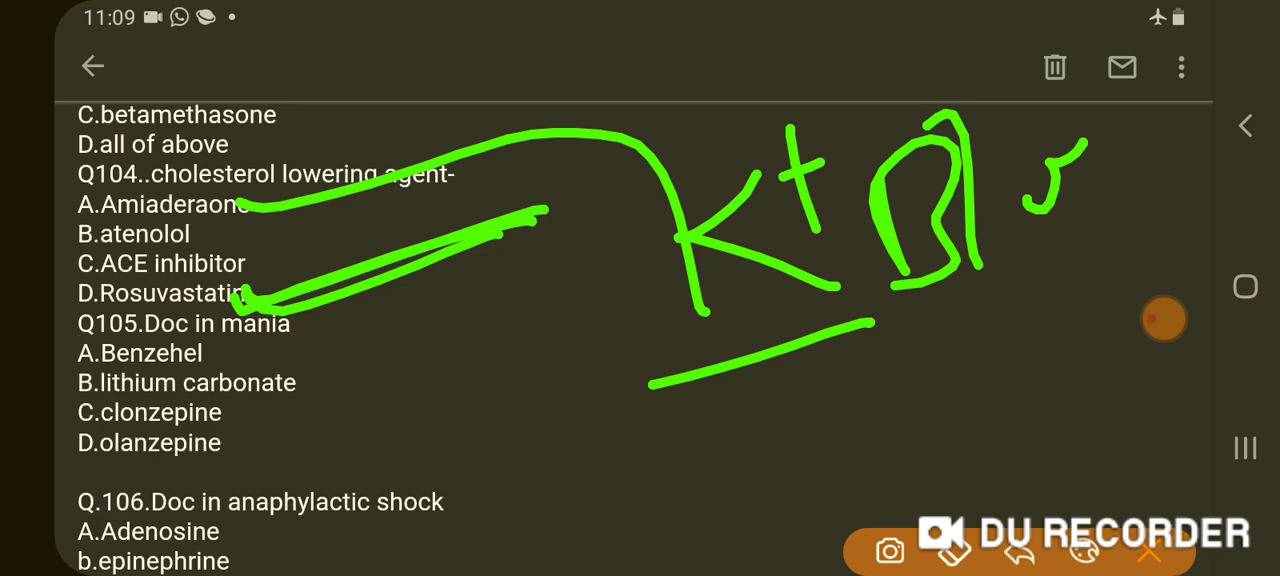 11:09
C.betamethasone
D.all of above
Q104..cholesterol lowering agent-
A.Amiaderaone
B.atenolol
C.ACE inhibitor
D.Rosuvastatin
K+ B r
Q105.Doc in mania
A.Benzehel
B.lithium carbonate
C.clonzepine
D.olanzepine
Q.106.Doc in anaphylactic shock
A.Adenosine
b.epinephrine
DU RECORDER